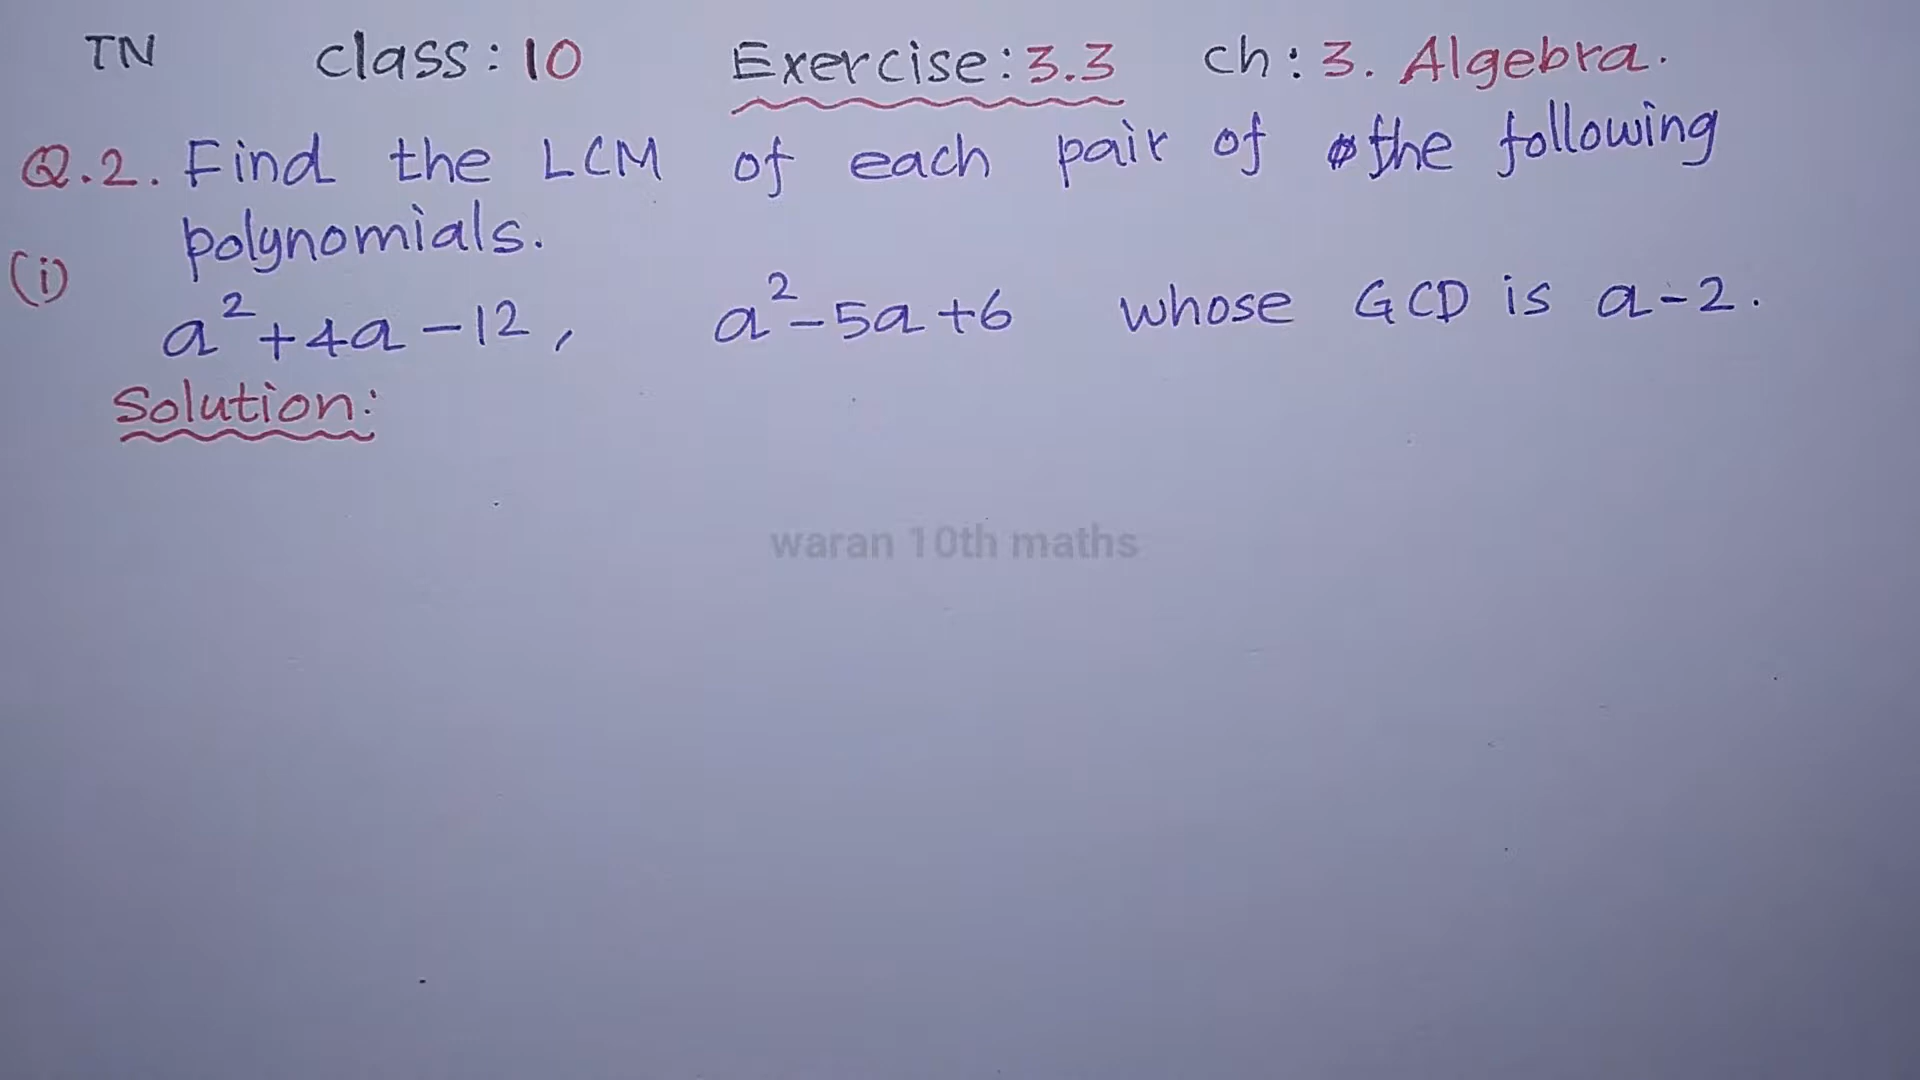 TN class: 10 Exercise: 3.3 ch: 3. Algebra.
Q.2. Find the LCM of each pair of the following
polynomials.
(i) a²+4a-12, a²-5a+6 whose GCD is a-2.
Solution:
waran 10th maths